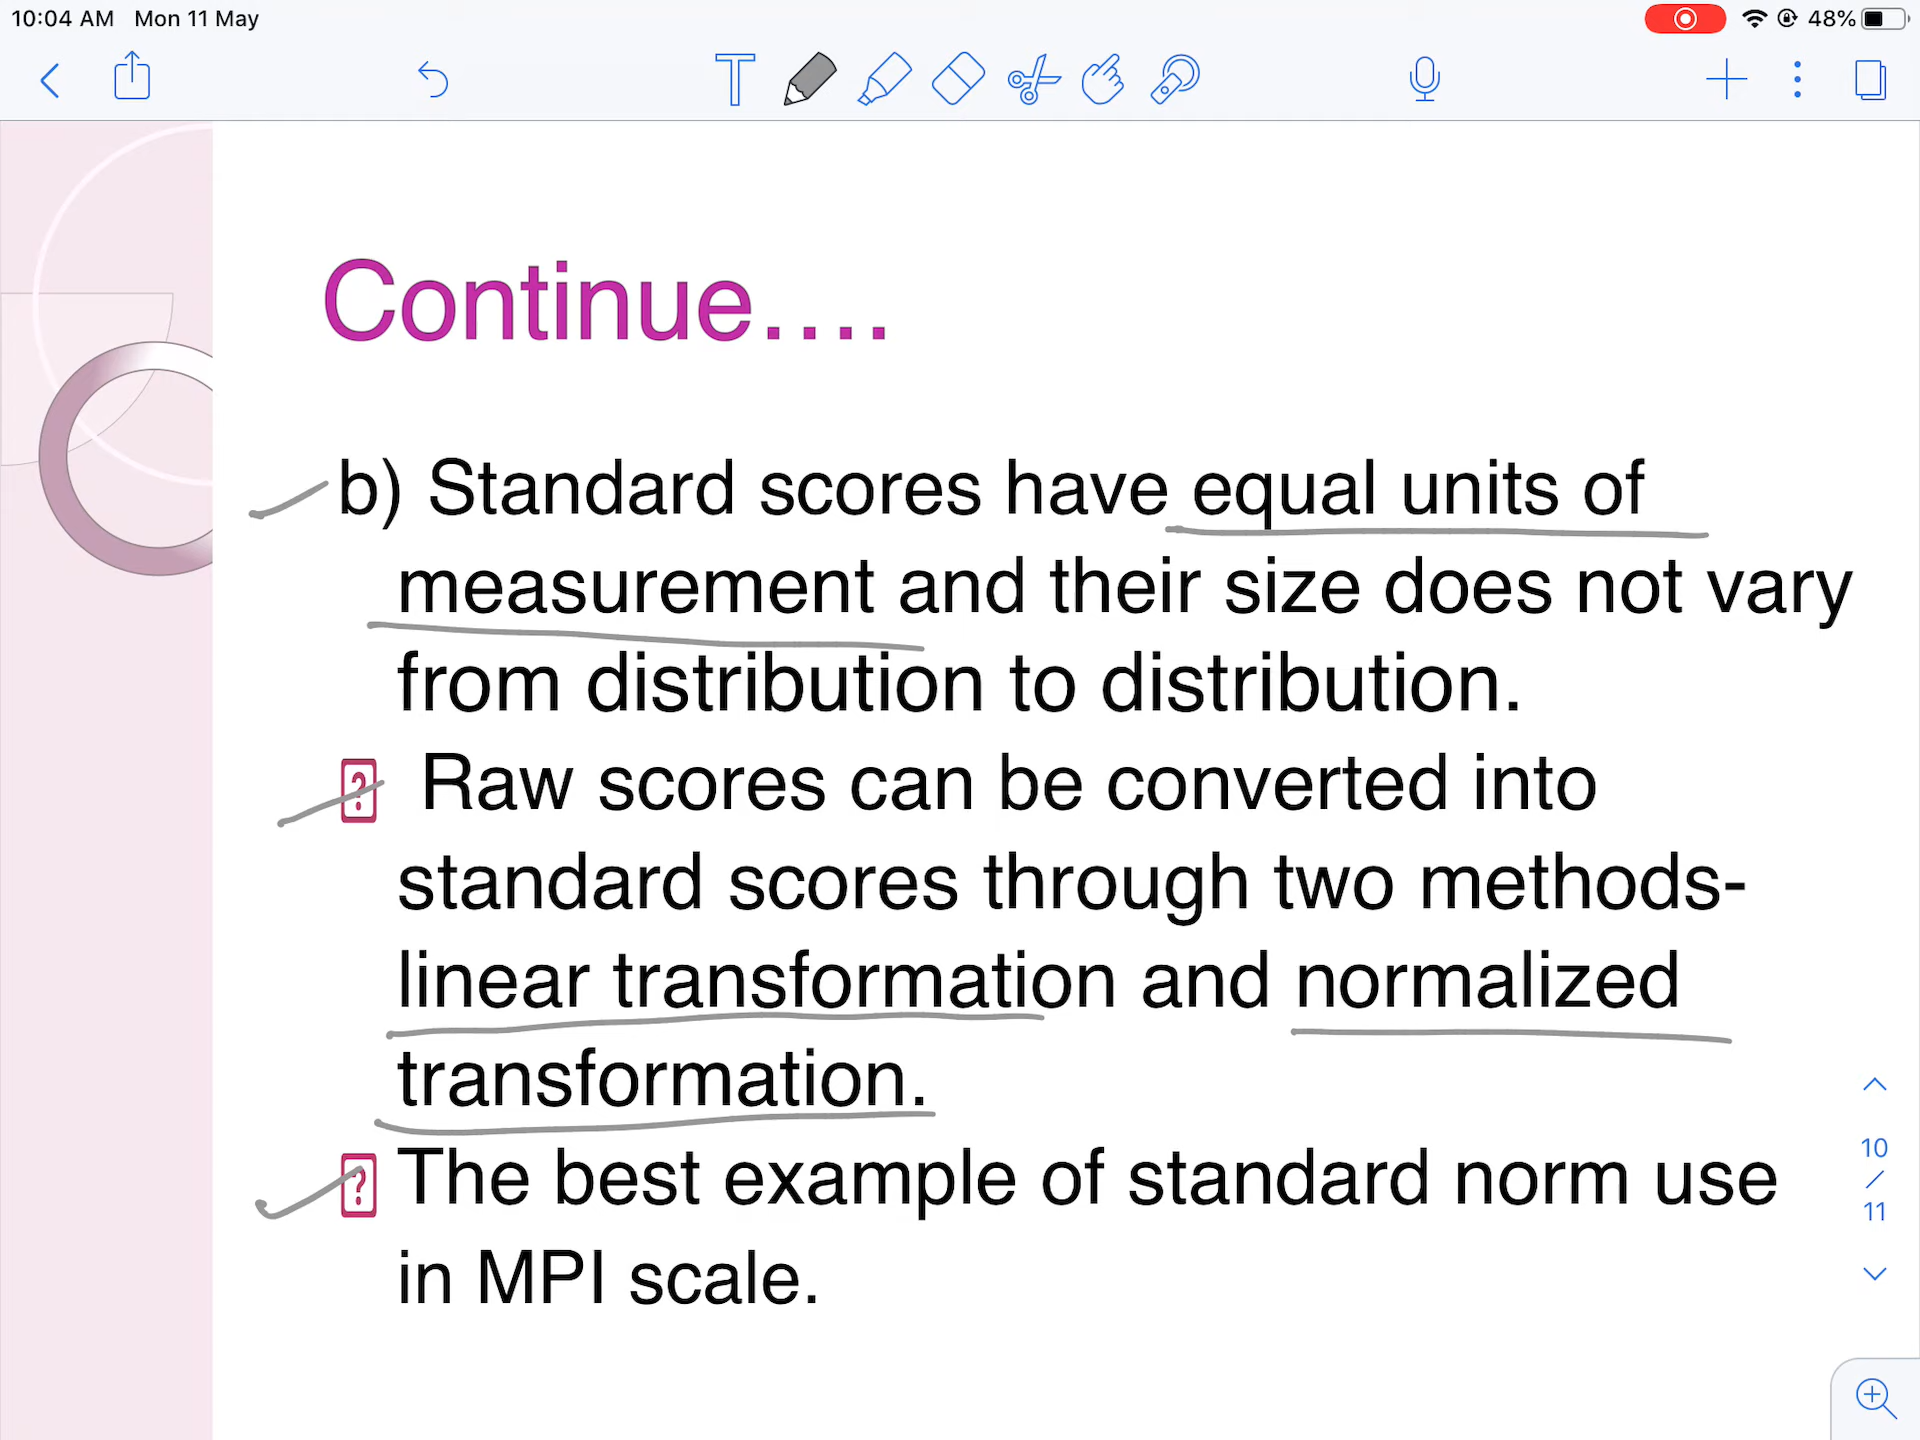 10:04 AM Mon 11 May
48%
Continue....
b) Standard scores have equal units of
measurement and their size does not vary
from distribution to distribution.
Raw scores can be converted into
standard scores through two methods-
linear transformation and normalized
transformation.
The best example of standard norm use
in MPI scale.
10
/
11